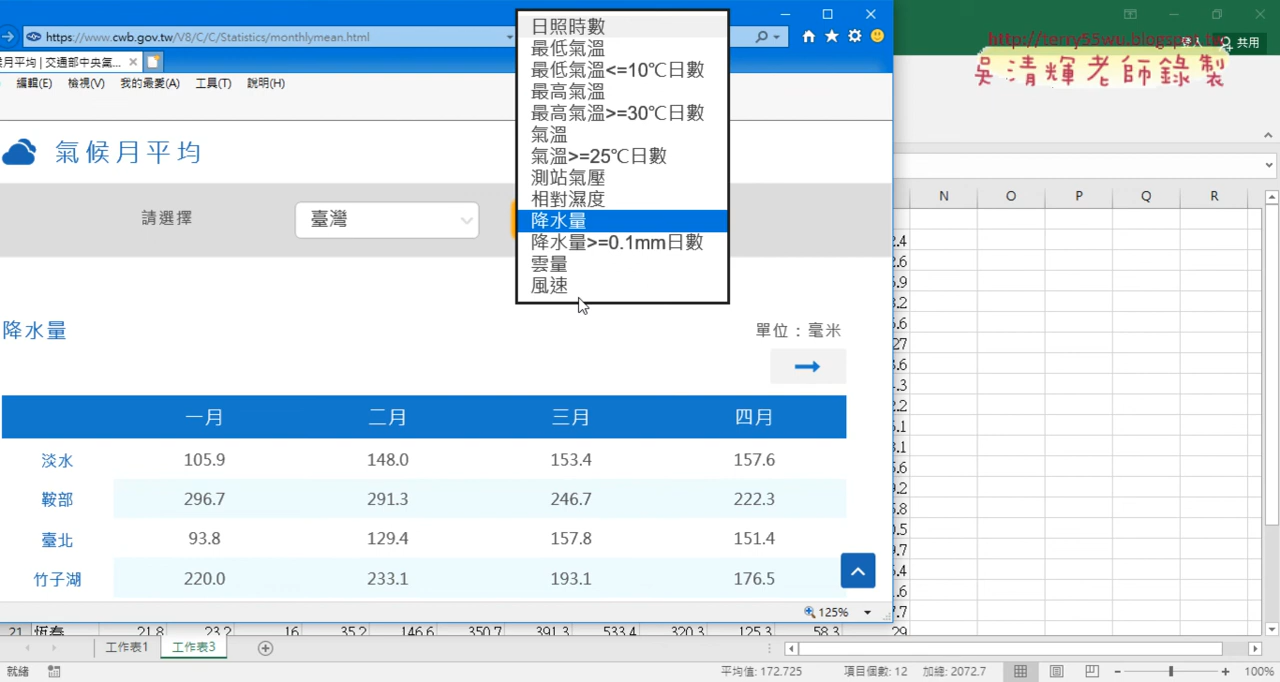 https://www.cwb.gov.tw/V8/C/C/Statistics/monthlymean.html
候月平均 | 交通部中央氣...
編輯(E) 檢視(V) 我的最愛(A) 工具(T) 說明(H)
http://terry55wu.blogspot.tw
共用
吳清輝老師錄製
氣候月平均
請選擇
臺灣
日照時數
最低氣溫
最低氣溫<=10℃日數
最高氣溫
最高氣溫>=30℃日數
氣溫
氣溫>=25℃日數
測站氣壓
相對濕度
降水量
降水量>=0.1mm日數
雲量
風速
降水量
單位：毫米
一月 二月 三月 四月
淡水 105.9 148.0 153.4 157.6
鞍部 296.7 291.3 246.7 222.3
臺北 93.8 129.4 157.8 151.4
竹子湖 220.0 233.1 193.1 176.5
125%
N O P Q R
21 恆春 21.8 23.2 16 35.2 146.6 350.7 391.3 533.4 320.3 125.3 58.3 29
工作表1 工作表3
就緒
平均值: 172.725 項目個數: 12 加總: 2072.7
100%